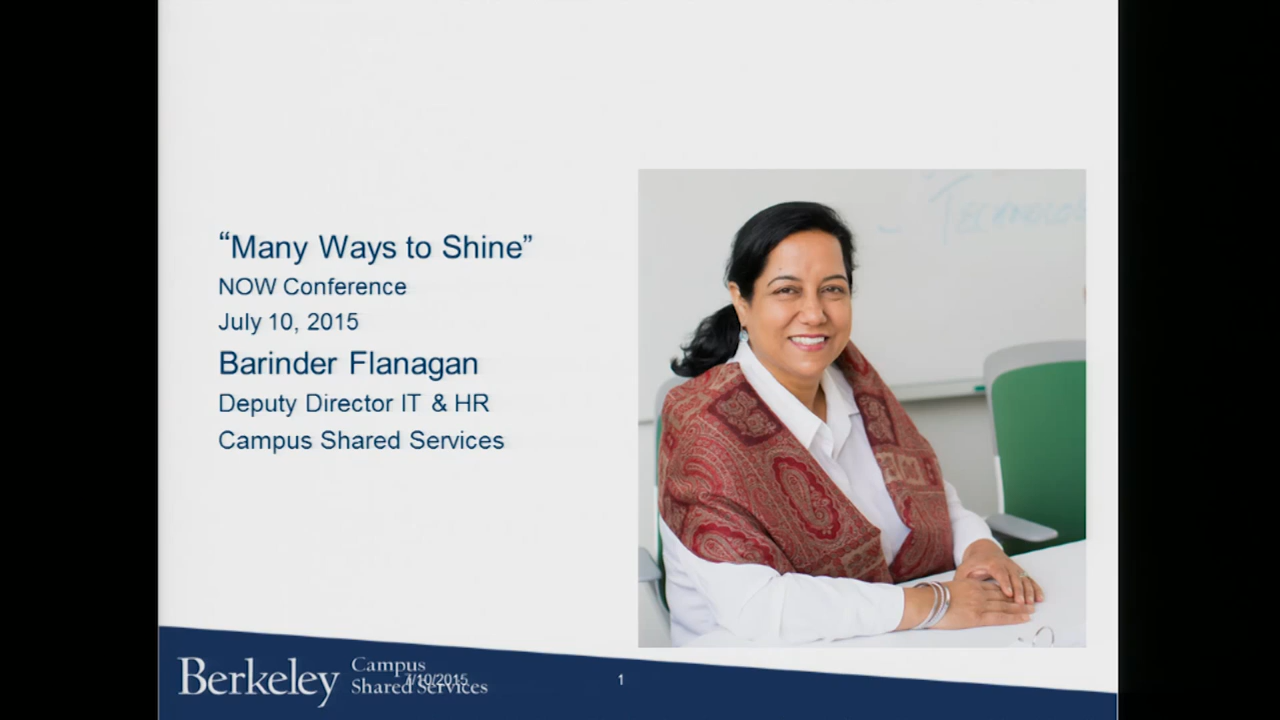 “Many Ways to Shine”
NOW Conference
July 10, 2015
Barinder Flanagan
Deputy Director IT & HR
Campus Shared Services
Berkeley
Campus
Shared Services
7/10/2015
1